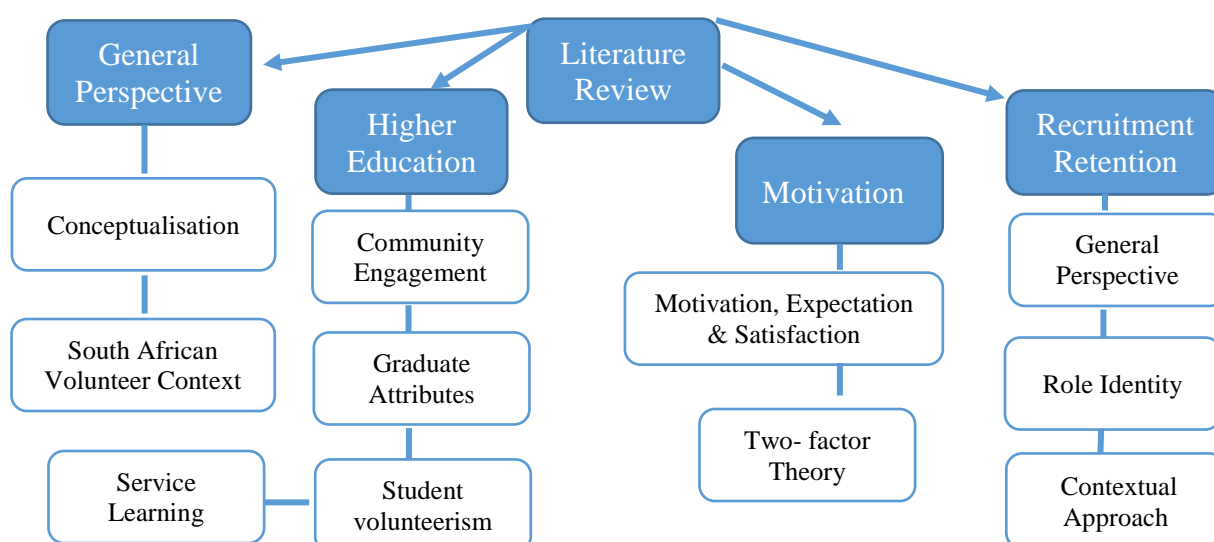 Literature
Review
General
Perspective
Conceptualisation
South African
Volunteer Context
Higher
Education
Community
Engagement
Graduate
Attributes
Student
volunteerism
Service
Learning
Motivation
Motivation, Expectation
& Satisfaction
Two- factor
Theory
Recruitment
Retention
General
Perspective
Role Identity
Contextual
Approach